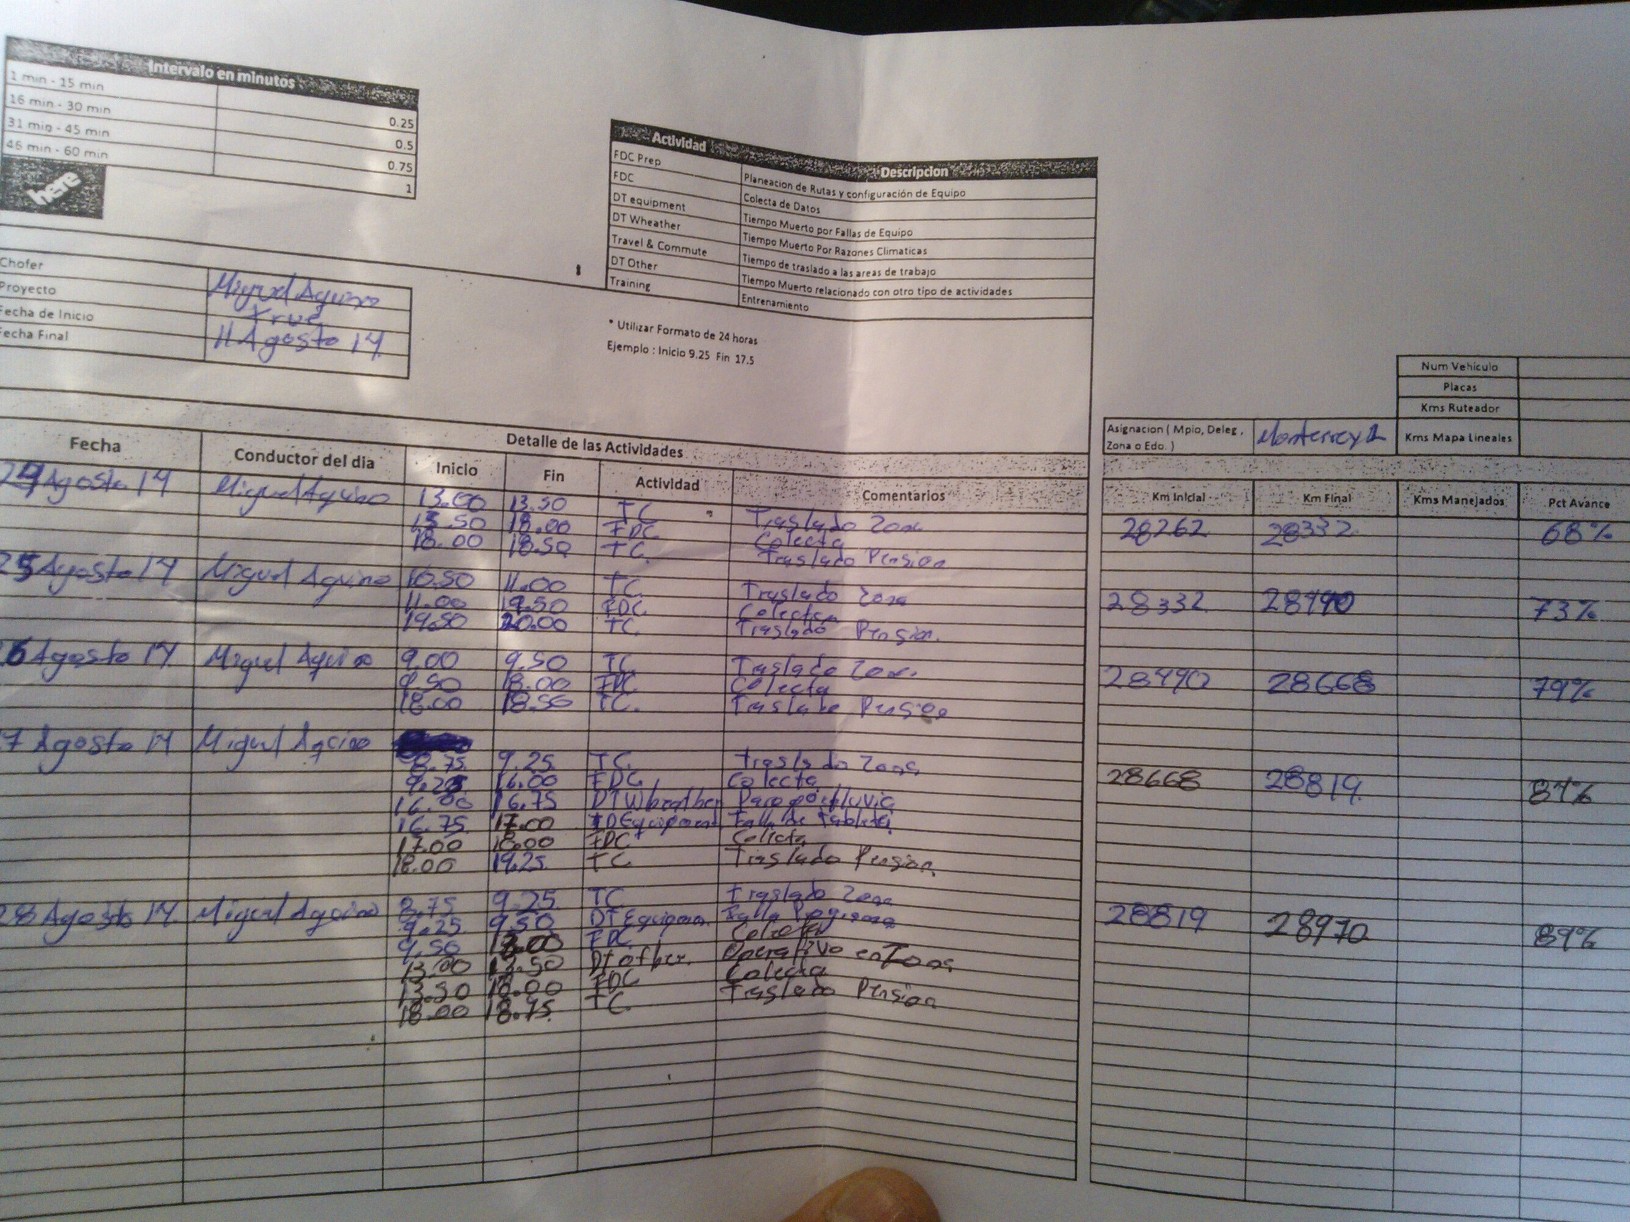 Intervalo en minutos
1 min - 15 min 0.25
16 min - 30 min 0.5
31 min - 45 min 0.75
46 min - 60 min 1
here
Actividad Descripcion
FDC Prep Planeacion de Rutas y configuración de Equipo
FDC Colecta de Datos
DT equipment Tiempo Muerto por Fallas de Equipo
DT Wheather Tiempo Muerto Por Razones Climaticas
Travel & Commute Tiempo de traslado a las areas de trabajo
DT Other Tiempo Muerto relacionado con otro tipo de actividades
Training Entrenamiento
* Utilizar Formato de 24 horas
Ejemplo : Inicio 9.25 Fin 17.5
Chofer Miguel Aquino
Proyecto True
Fecha de Inicio 11 Agosto 14
Fecha Final
Num Vehiculo
Placas
Kms Ruteador
Asignacion ( Mpio, Deleg , Zona o Edo. ) Monterrey 2 Kms Mapa Lineales
Detalle de las Actividades
Fecha Conductor del dia Inicio Fin Actividad Comentarios Km Inicial Km Final Kms Manejados Pct Avance
24 Agosto 14 Miguel Aquino 13.00 13.50 TC Traslado Zona 28262 28332 68%
13.50 18.00 FDC Colecta
18.00 18.50 TC. Traslado Pension
25 Agosto 14 Miguel Aquino 10.50 11.00 TC. Traslado Zona 28332 28490 73%
11.00 19.50 FDC. Colecta
19.50 20.00 TC. Traslado Pension.
26 Agosto 14 Miguel Aquino 9.00 9.50 TC. Traslado Zona. 28490 28668 79%
9.50 18.00 FDC Colecta
18.00 18.50 TC. Traslado Pension
7 Agosto 14 Miguel Aquino
8.75 9.25 TC. Traslado Zona 28668 28819 84%
9.25 16.00 FDC Colecta
16.00 16.75 DT Wheather Paro por lluvia
16.75 17.00 Falla de Tableta
17.00 18.00 FDC Colecta
18.00 19.25 TC. Traslado Pension
28 Agosto 14 Miguel Aquino 8.75 9.25 TC Traslado Zona 28819 28970 89%
9.25 9.50 DT Falla
9.50 13.00 FDC Colecta
13.00 13.50 DT other. Operativo en Zona
13.50 18.00 FDC Colecta
18.00 18.75 TC Traslado Pension